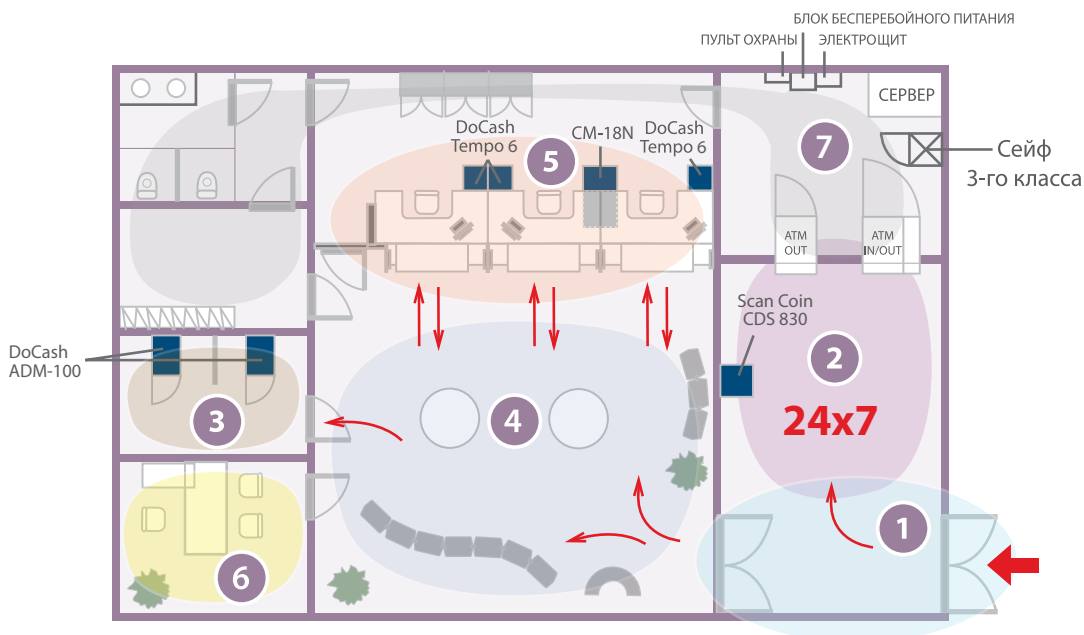 БЛОК БЕСПЕРЕБОЙНОГО ПИТАНИЯ
ПУЛЬТ ОХРАНЫ
ЭЛЕКТРОЩИТ
СЕРВЕР
DoCash
Tempo 6
5
CM-18N
DoCash
Tempo 6
7
Сейф
3-го класса
ATM
OUT
ATM
IN/OUT
Scan Coin
CDS 830
DoCash
ADM-100
2
24x7
3
4
1
6